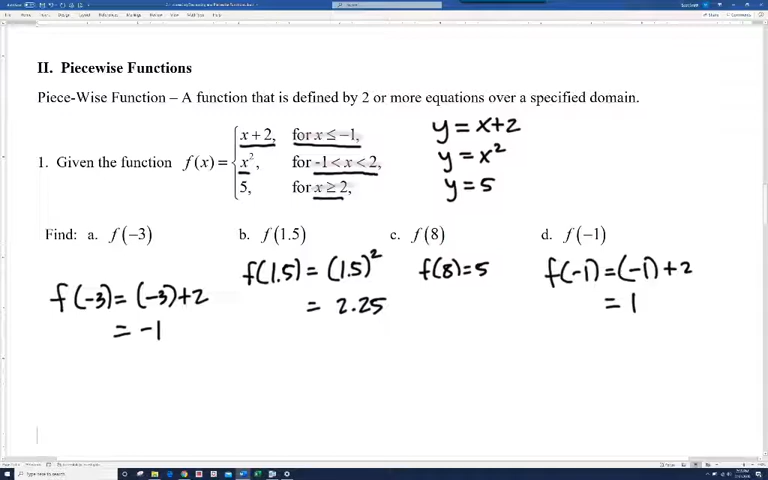 II. Piecewise Functions
Piece-Wise Function – A function that is defined by 2 or more equations over a specified domain.
y = x+2
x + 2, for x ≤ −1,
y = x²
1. Given the function f(x) = { x², for -1 < x < 2,
5, for x ≥ 2,
y = 5
Find: a. f(−3) b. f(1.5) c. f(8) d. f(−1)
f(-3) = (-3)+2
= -1
f(1.5) = (1.5)²
= 2.25
f(8) = 5
f(-1) = (-1)+2
= 1